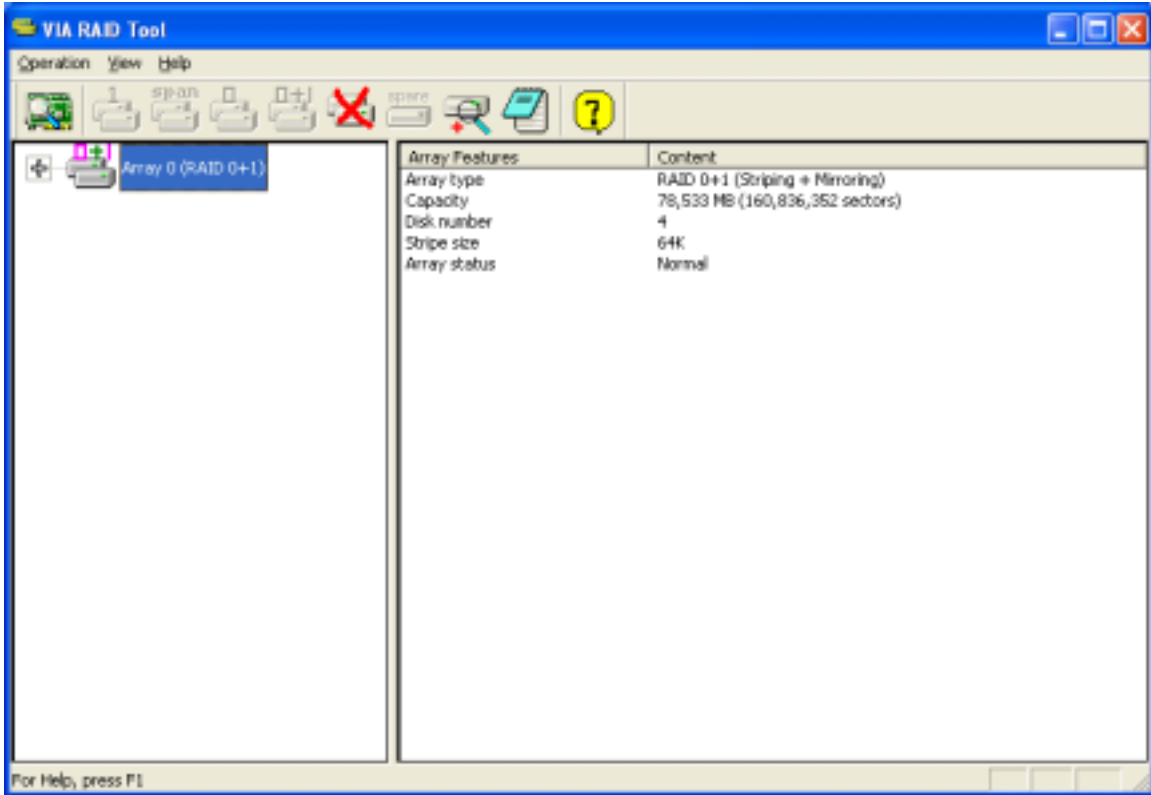 VIA RAID Tool
Operation View Help
1 span 0 0+1 spare ?
0+1
Array 0 (RAID 0+1)
Array Features Content
Array type RAID 0+1 (Striping + Mirroring)
Capacity 78,533 MB (160,836,352 sectors)
Disk number 4
Stripe size 64K
Array status Normal
For Help, press F1